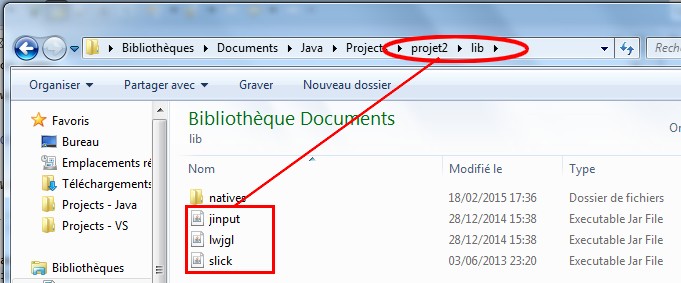 Bibliothèques Documents Java Project projet2 lib Reche
Organiser Partager avec Graver Nouveau dossier
Favoris
Bureau
Emplacements ré
Téléchargements
Projects - Java
Projects - VS
Bibliothèques
Bibliothèque Documents
lib
Nom Modifié le Type
natives 18/02/2015 17:36 Dossier de fichiers
jinput 28/12/2014 15:38 Executable Jar File
lwjgl 28/12/2014 15:38 Executable Jar File
slick 03/06/2013 23:20 Executable Jar File